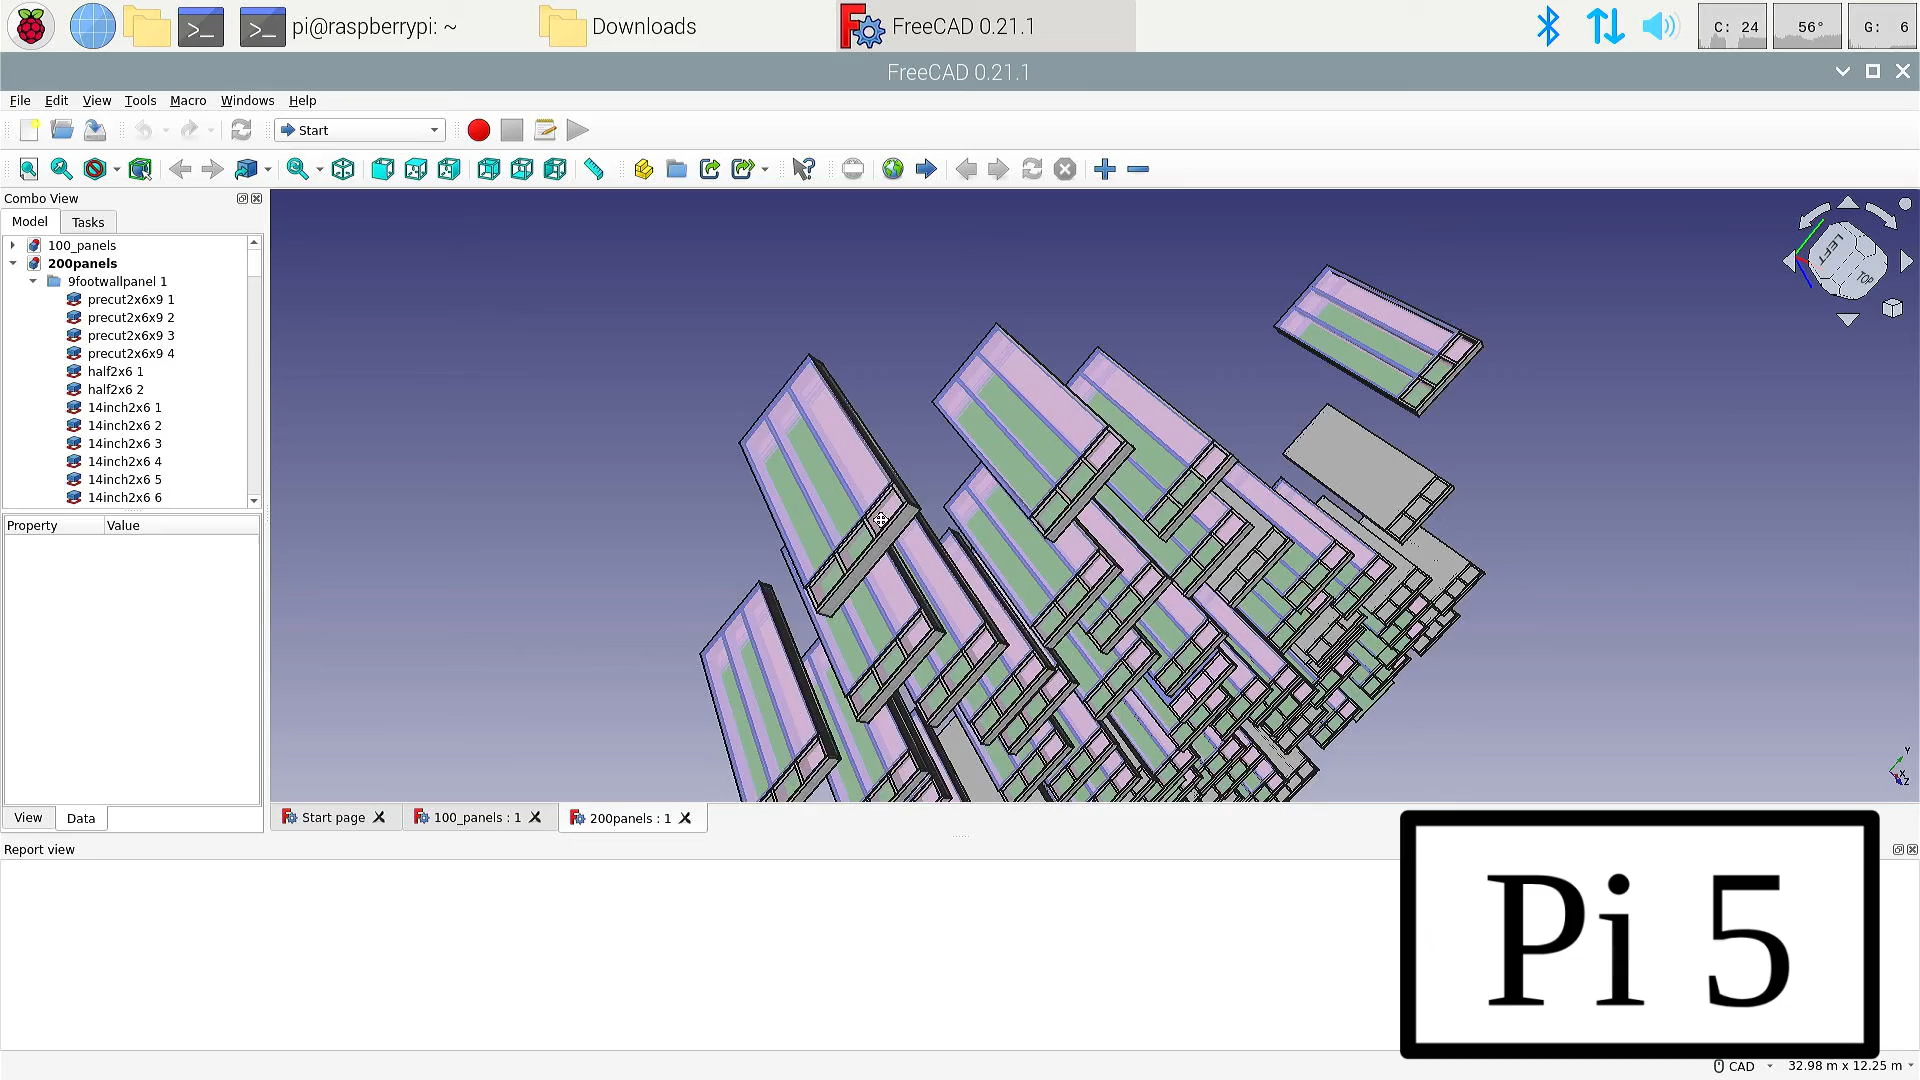 pi@raspberrypi: ~
Downloads
FreeCAD 0.21.1
C: 24
56°
G: 6
FreeCAD 0.21.1
File Edit View Tools Macro Windows Help
Start
Combo View
Model Tasks
100_panels
200panels
9footwallpanel 1
precut2x6x9 1
precut2x6x9 2
precut2x6x9 3
precut2x6x9 4
half2x6 1
half2x6 2
14inch2x6 1
14inch2x6 2
14inch2x6 3
14inch2x6 4
14inch2x6 5
14inch2x6 6
Property Value
LEFT
TOP
Y
X
Z
View Data
Start page
100_panels : 1
200panels : 1
Report view
Pi 5
CAD
32.98 m x 12.25 m